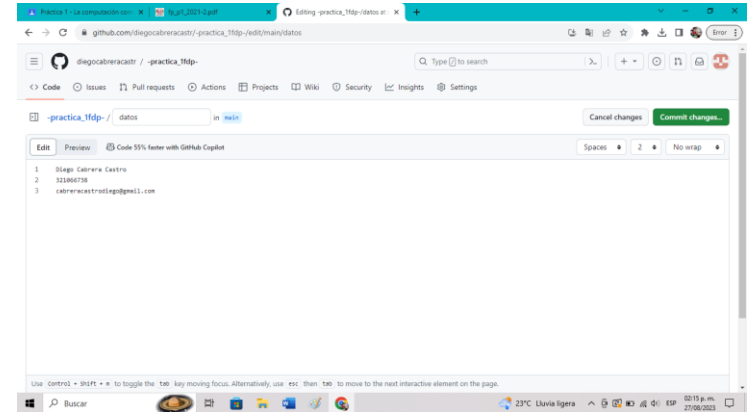 Práctica 1 - La computación com
fp_p1_2021-2.pdf
Editing -practica_1fdp-/datos at
github.com/diegocabreracastr/-practica_1fdp-/edit/main/datos
Error
diegocabreracastr / -practica_1fdp-
Type / to search
Code Issues Pull requests Actions Projects Wiki Security Insights Settings
-practica_1fdp- / datos in main
Cancel changes Commit changes...
Edit Preview Code 55% faster with GitHub Copilot
Spaces 2 No wrap
1 Diego Cabrera Castro
2 321066738
3 cabreracastrodiego@gmail.com
Use Control + Shift + m to toggle the tab key moving focus. Alternatively, use esc then tab to move to the next interactive element on the page.
Buscar
23°C Lluvia ligera
ESP
02:15 p. m.
27/08/2023